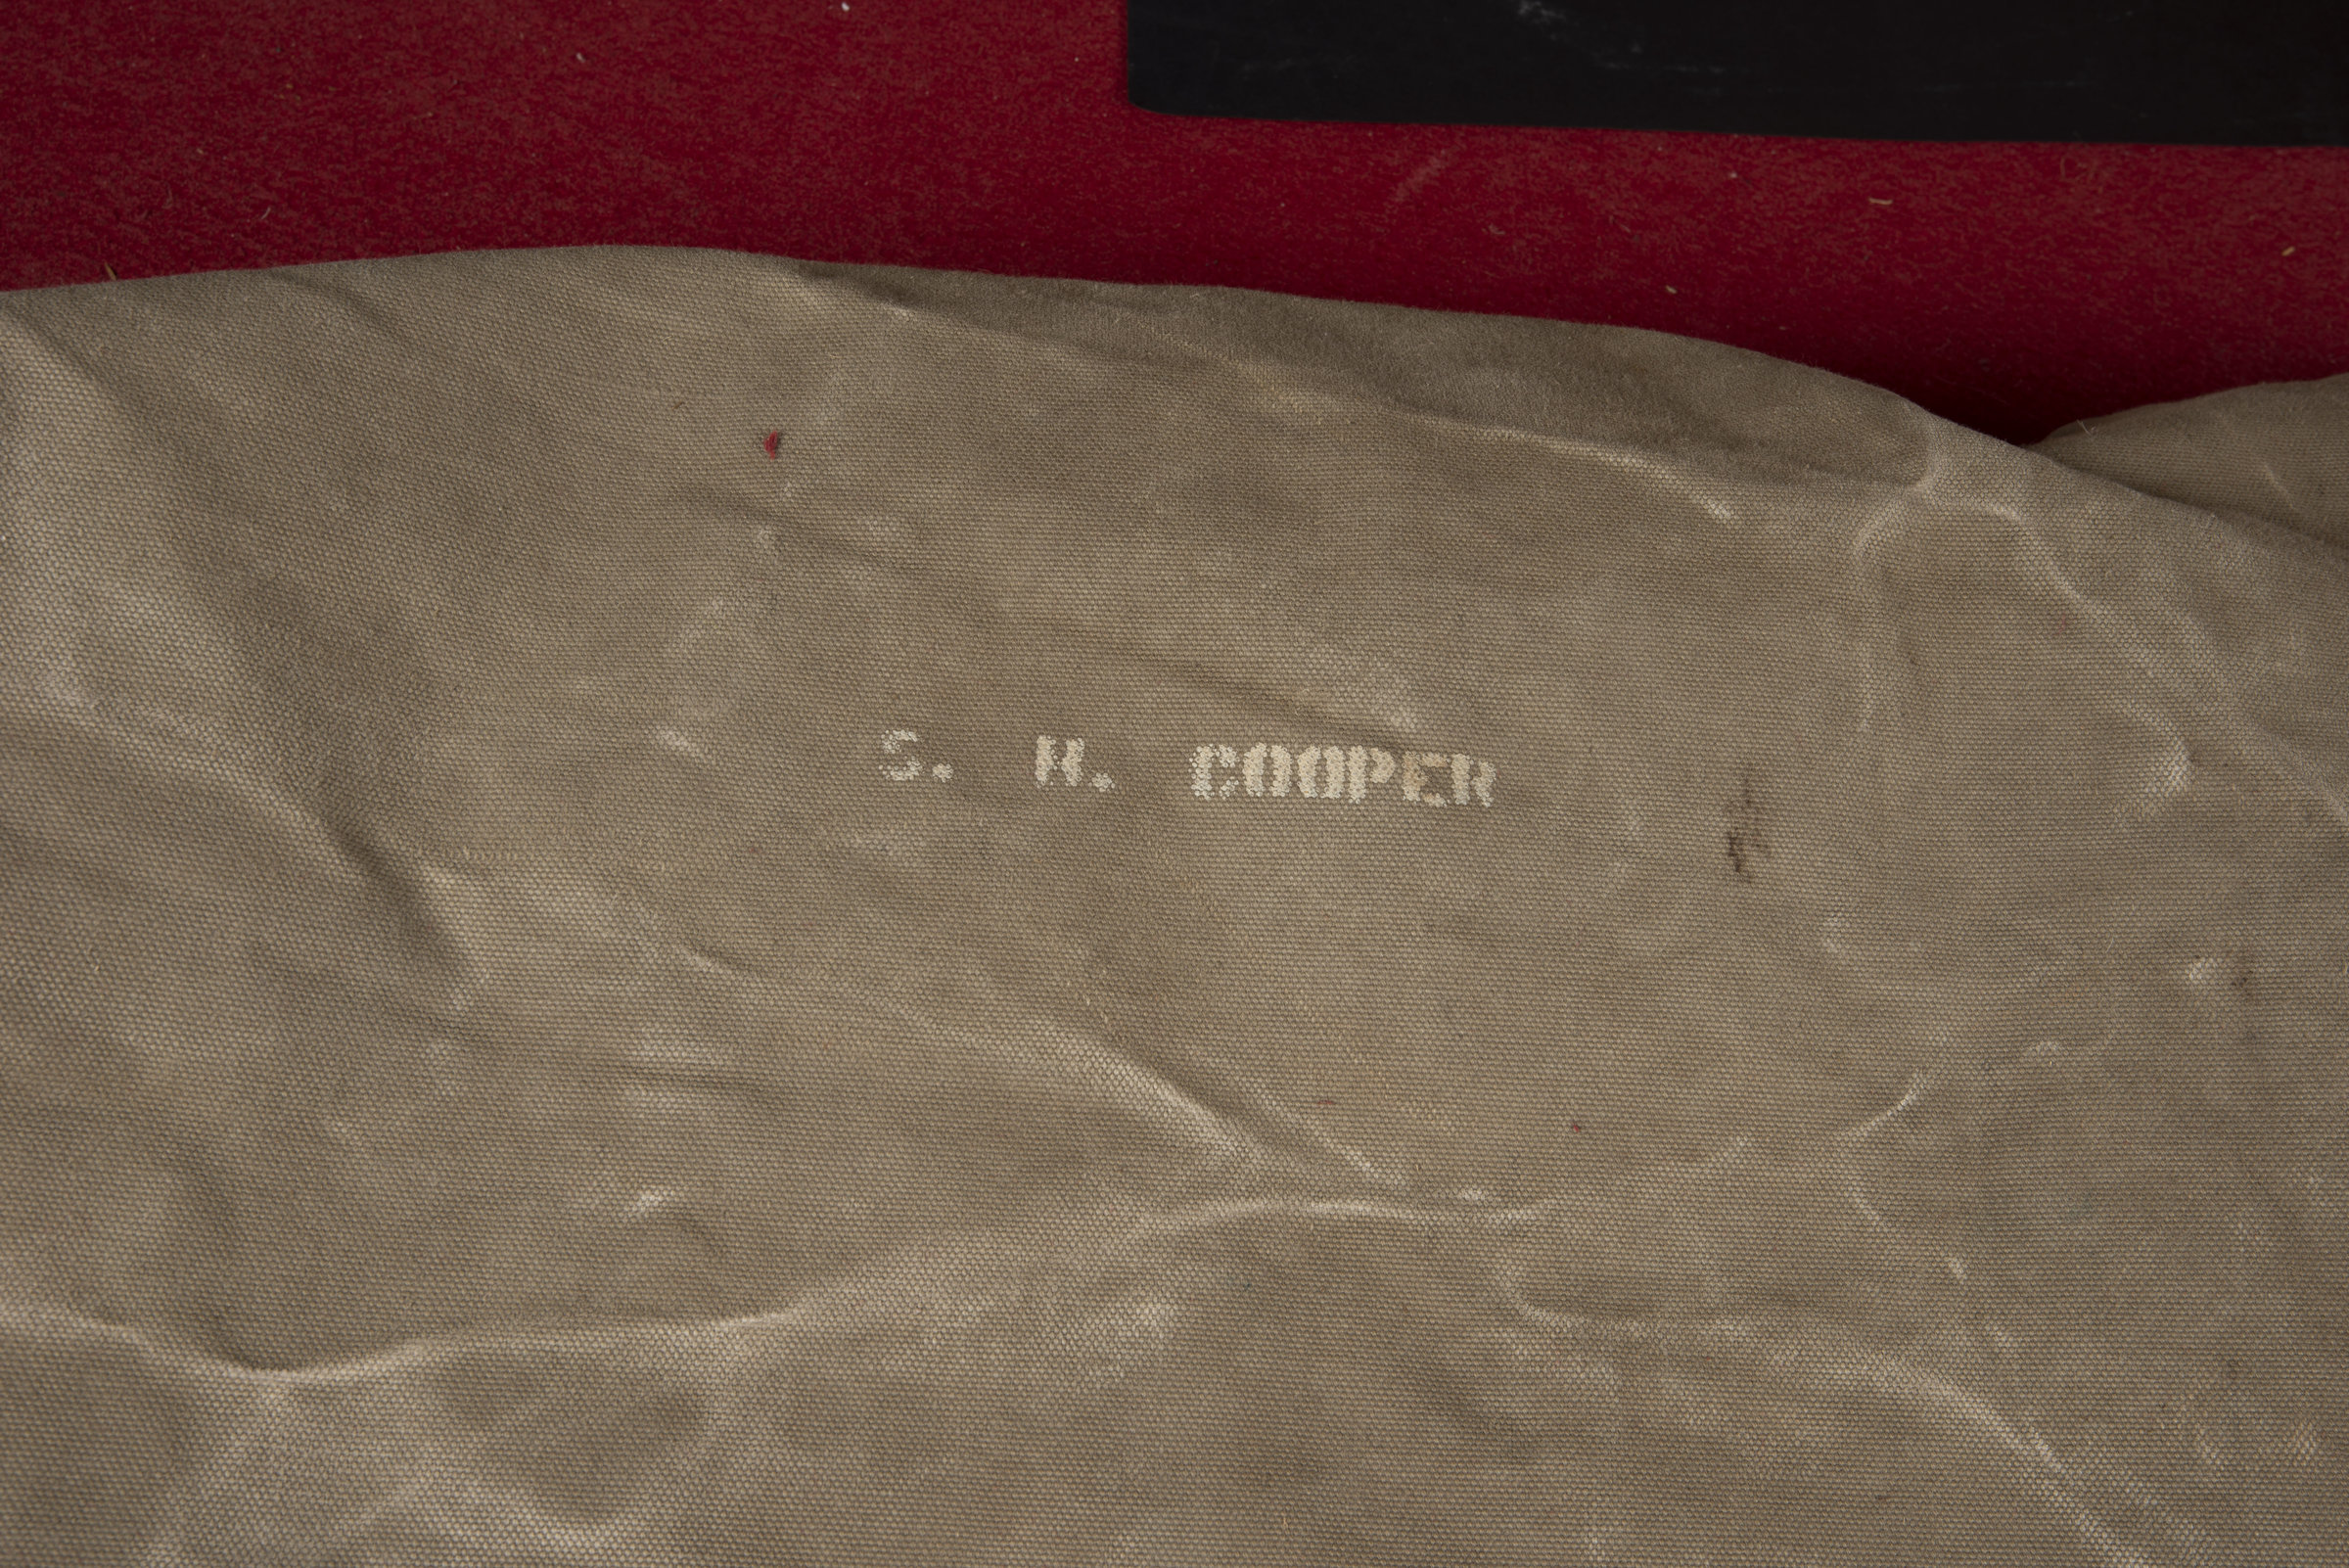 S. H. COOPER